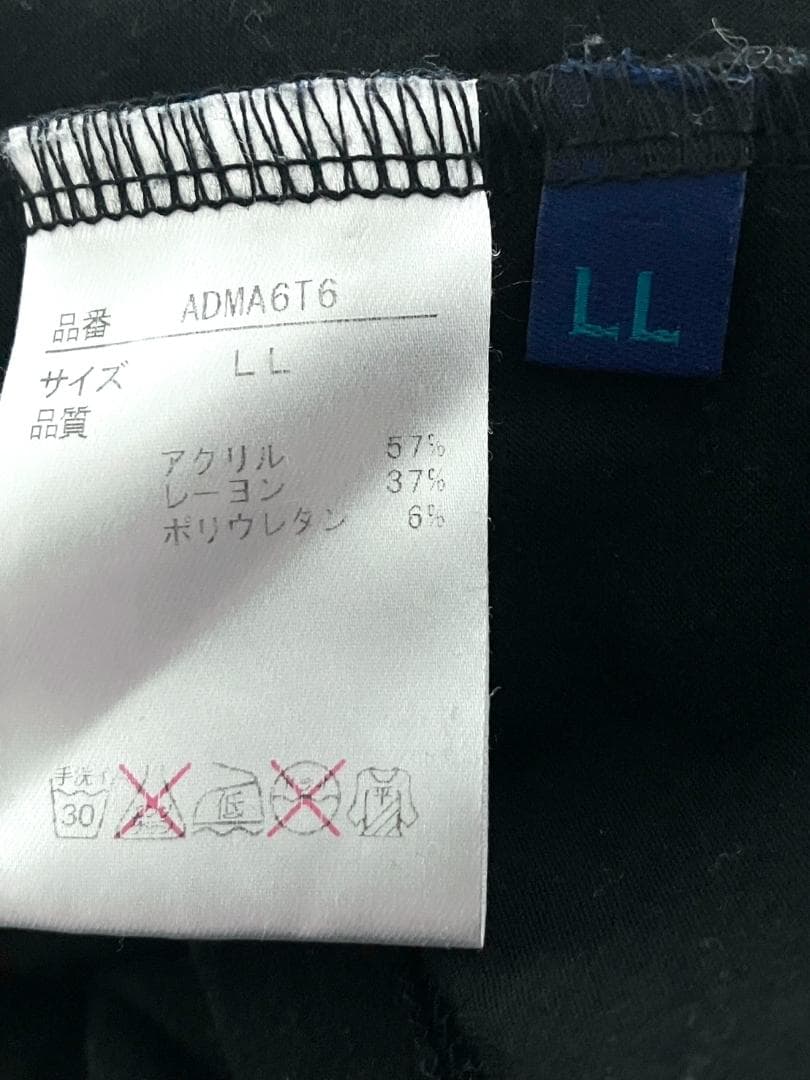 品番 ADMA6T6
サイズ LL
品質
アクリル 57%
レーヨン 37%
ポリウレタン 6%
手洗イ
30
低
平
LL